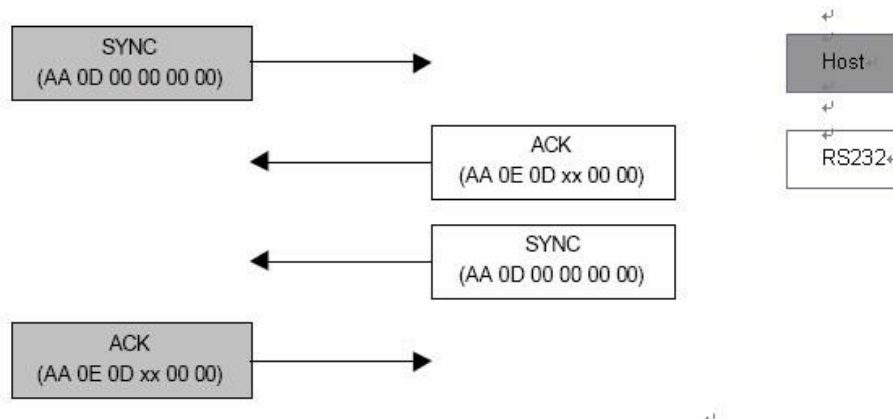 SYNC
(AA 0D 00 00 00 00)
Host
ACK
(AA 0E 0D xx 00 00)
RS232
SYNC
(AA 0D 00 00 00 00)
ACK
(AA 0E 0D xx 00 00)